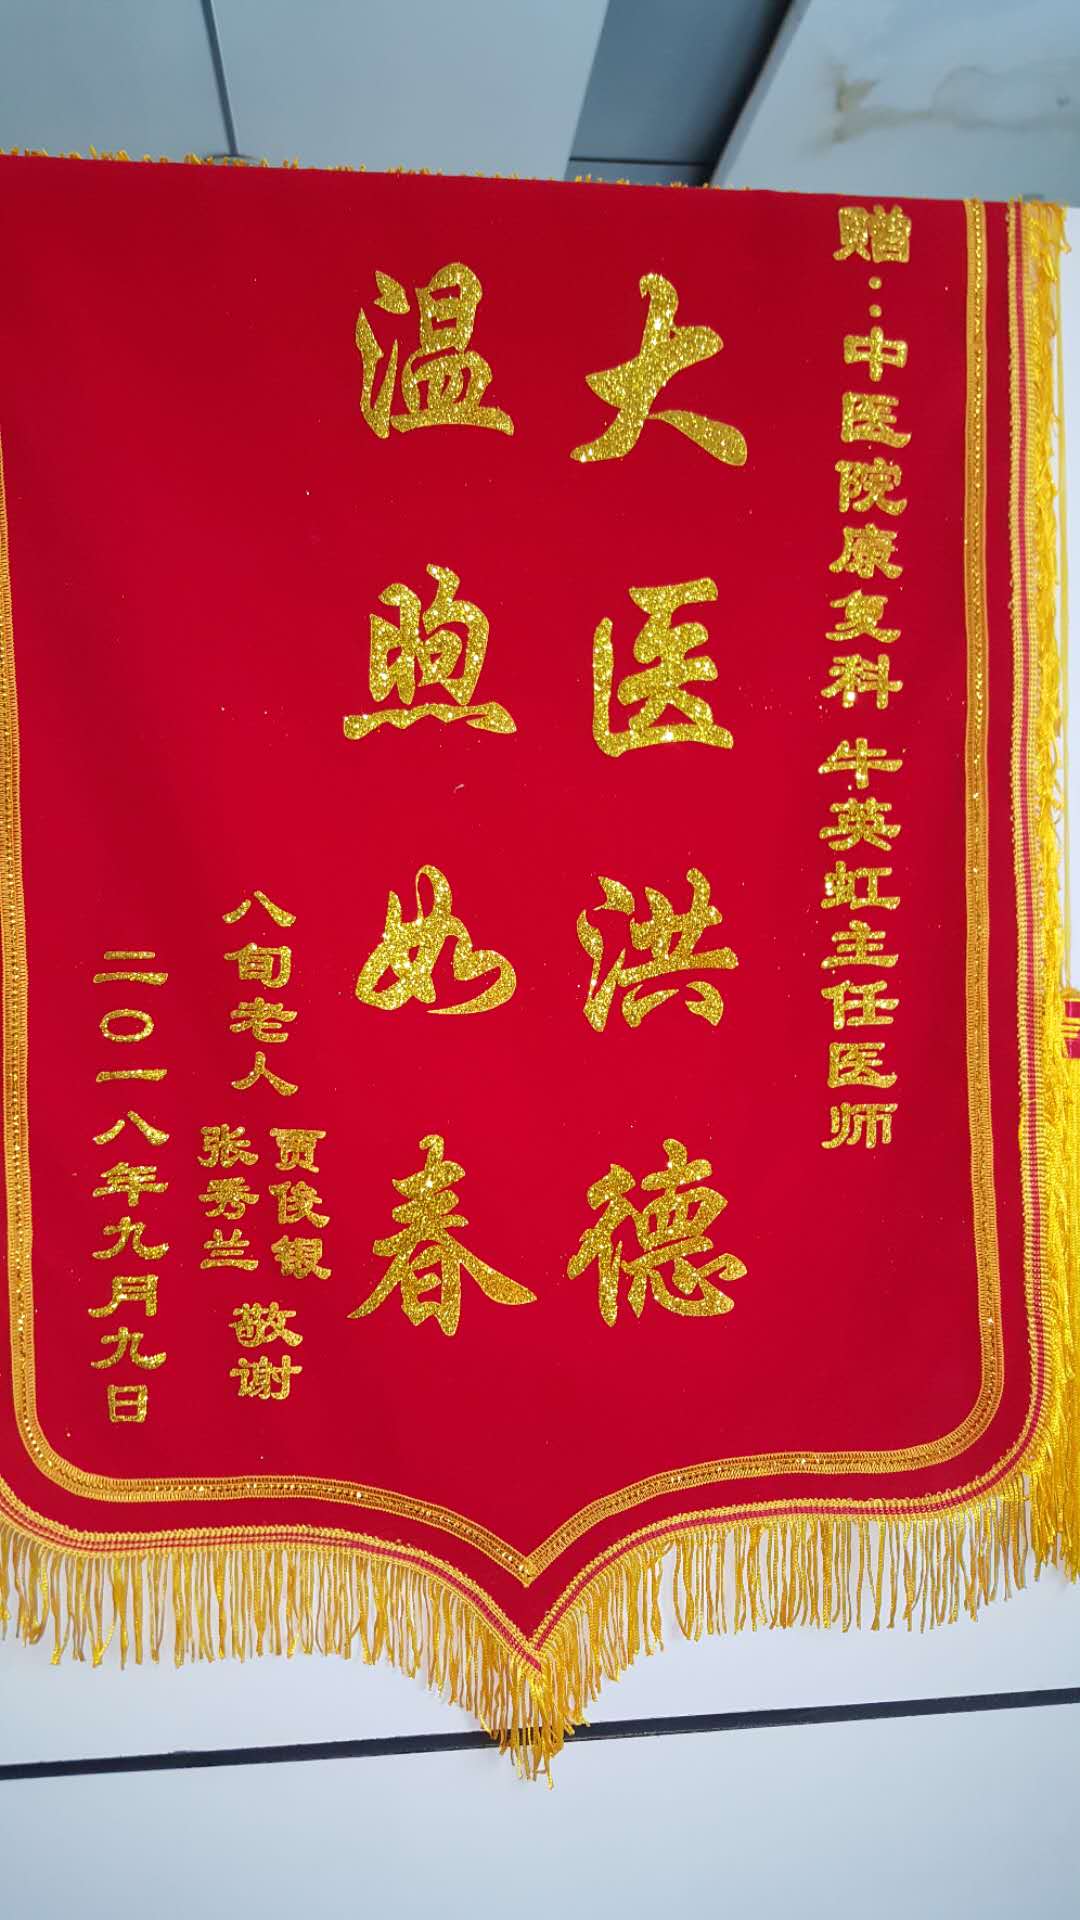 赠：中医院康复科 牛英虹主任医师
大医洪德
温煦如春
八旬老人 贾俊银 张秀兰 敬谢
二〇一八年九月九日